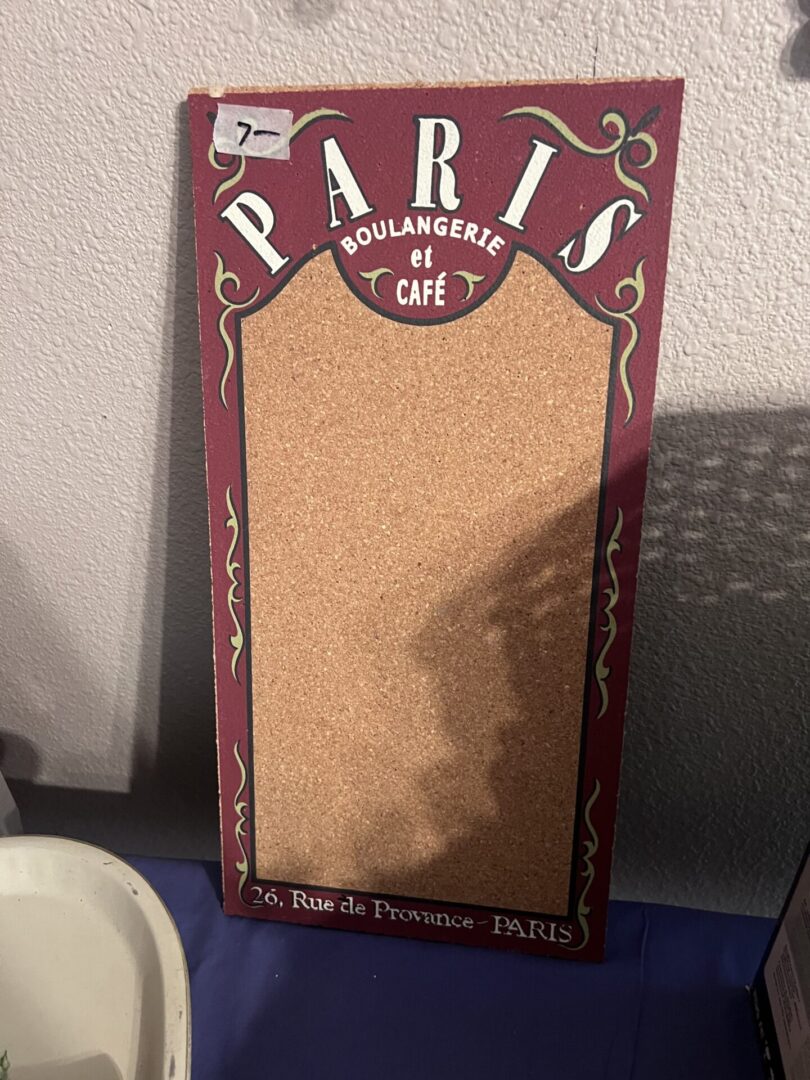 7-
PARIS
BOULANGERIE
et
CAFÉ
26, Rue de Provance-PARIS